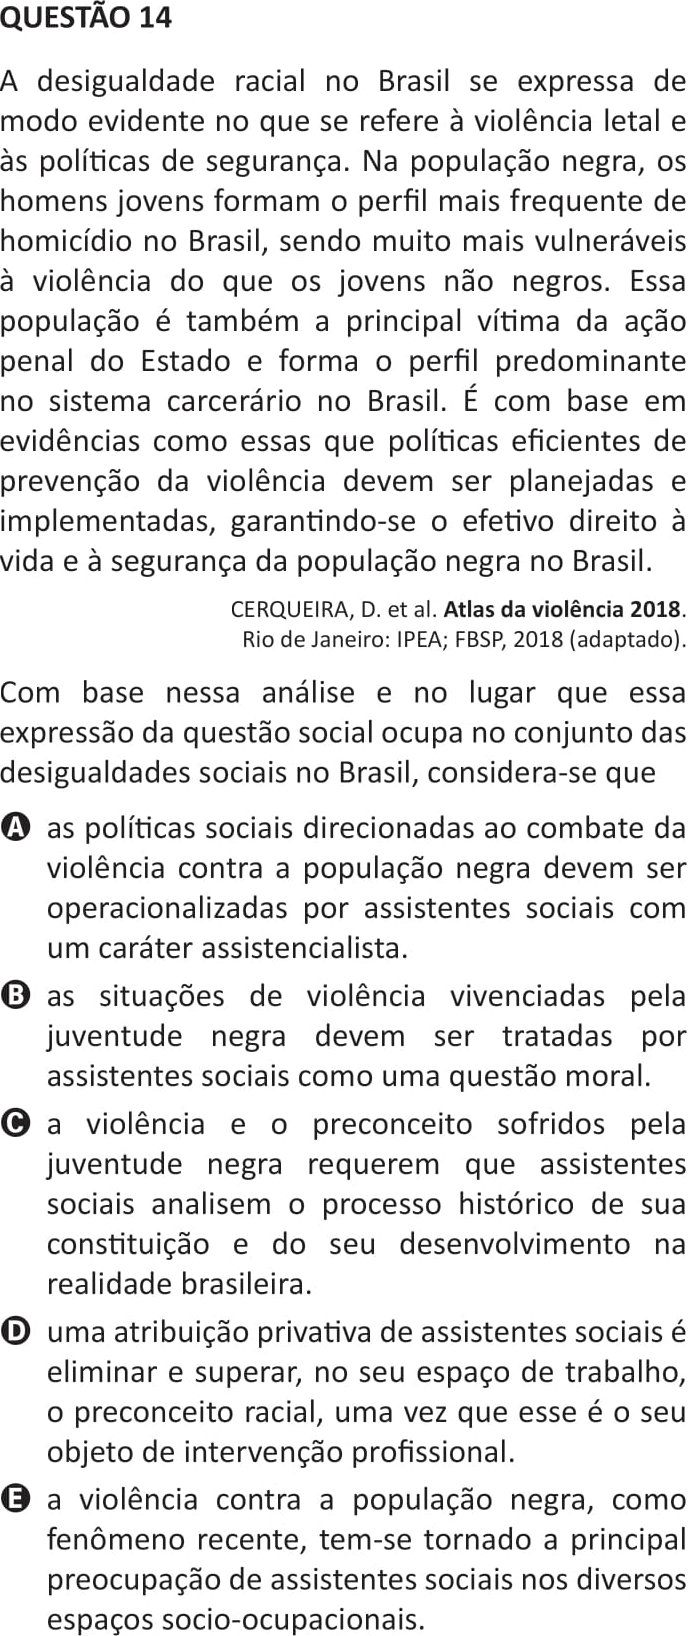 QUESTÃO 14
A desigualdade racial no Brasil se expressa de
modo evidente no que se refere à violência letal e
às políticas de segurança. Na população negra, os
homens jovens formam o perfil mais frequente de
homicídio no Brasil, sendo muito mais vulneráveis
à violência do que os jovens não negros. Essa
população é também a principal vítima da ação
penal do Estado e forma o perfil predominante
no sistema carcerário no Brasil. É com base em
evidências como essas que políticas eficientes de
prevenção da violência devem ser planejadas e
implementadas, garantindo-se o efetivo direito à
vida e à segurança da população negra no Brasil.
CERQUEIRA, D. et al. Atlas da violência 2018.
Rio de Janeiro: IPEA; FBSP, 2018 (adaptado).
Com base nessa análise e no lugar que essa
expressão da questão social ocupa no conjunto das
desigualdades sociais no Brasil, considera-se que
A as políticas sociais direcionadas ao combate da
violência contra a população negra devem ser
operacionalizadas por assistentes sociais com
um caráter assistencialista.
B as situações de violência vivenciadas pela
juventude negra devem ser tratadas por
assistentes sociais como uma questão moral.
C a violência e o preconceito sofridos pela
juventude negra requerem que assistentes
sociais analisem o processo histórico de sua
constituição e do seu desenvolvimento na
realidade brasileira.
D uma atribuição privativa de assistentes sociais é
eliminar e superar, no seu espaço de trabalho,
o preconceito racial, uma vez que esse é o seu
objeto de intervenção profissional.
E a violência contra a população negra, como
fenômeno recente, tem-se tornado a principal
preocupação de assistentes sociais nos diversos
espaços socio-ocupacionais.